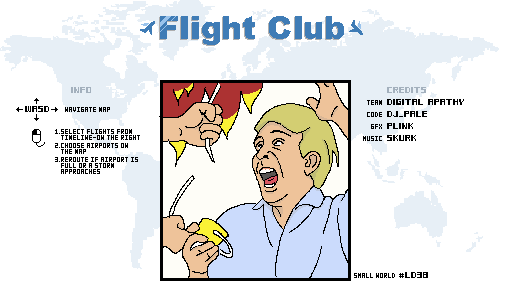 Flight Club
INFO
WASD NAVIGATE MAP
1.SELECT FLIGHTS FROM
TIMELINE-ON THE RIGHT
2.CHOOSE AIRPORTS ON
THE MAP
3.REROUTE IF AIRPORT IS
FULL OR A STORM
APPROACHES
CREDITS
TEAM DIGITAL APATHY
CODE DJ_PALE
GFX PLINK
MUSIC SKURK
SMALL WORLD #LD38